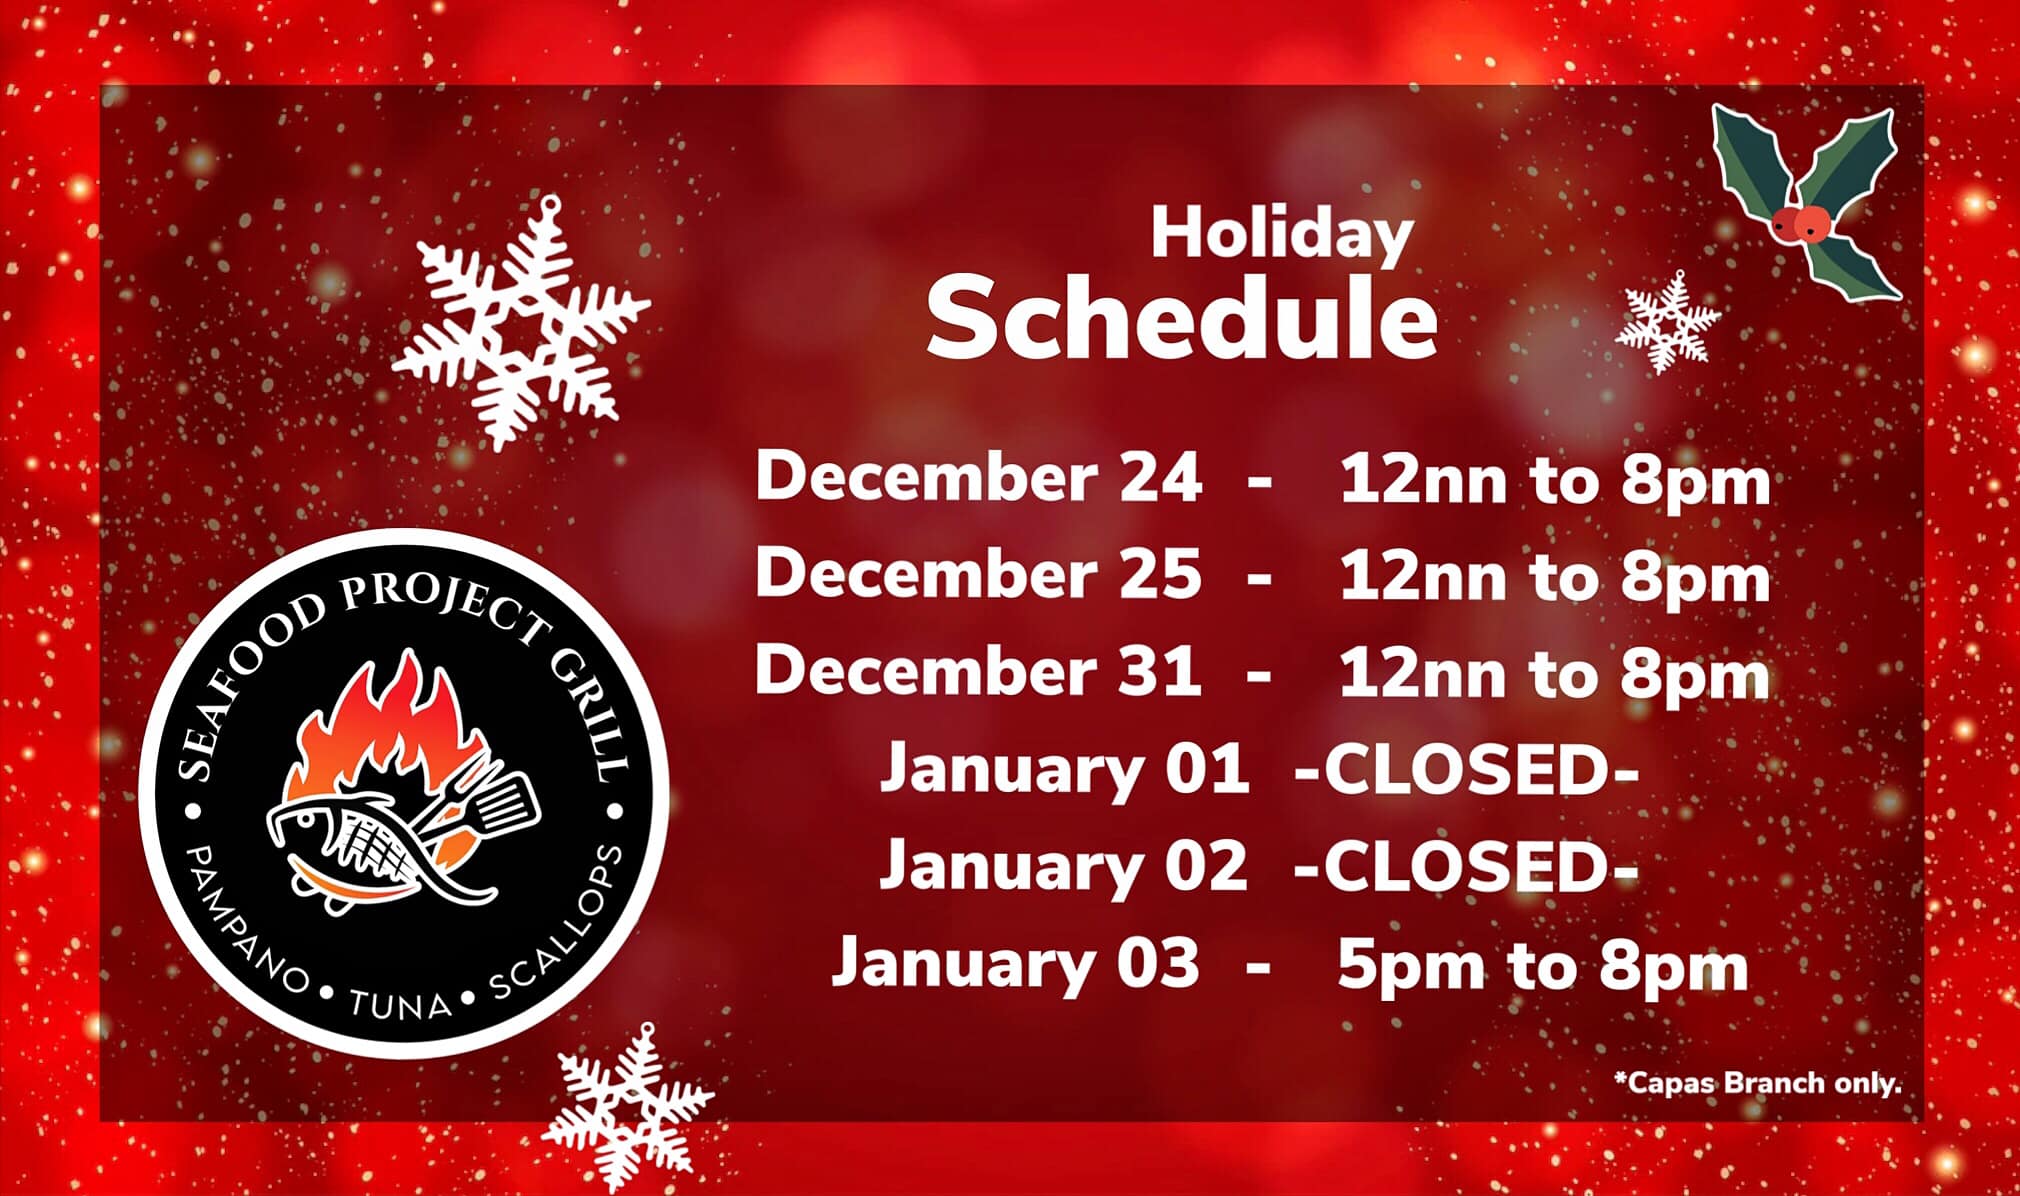 Holiday
Schedule
December 24 - 12nn to 8pm
December 25 - 12nn to 8pm
December 31 - 12nn to 8pm
January 01 -CLOSED-
January 02 -CLOSED-
January 03 - 5pm to 8pm
*Capas Branch only.
• SEAFOOD PROJECT GRILL •
PAMPANO • TUNA • SCALLOPS